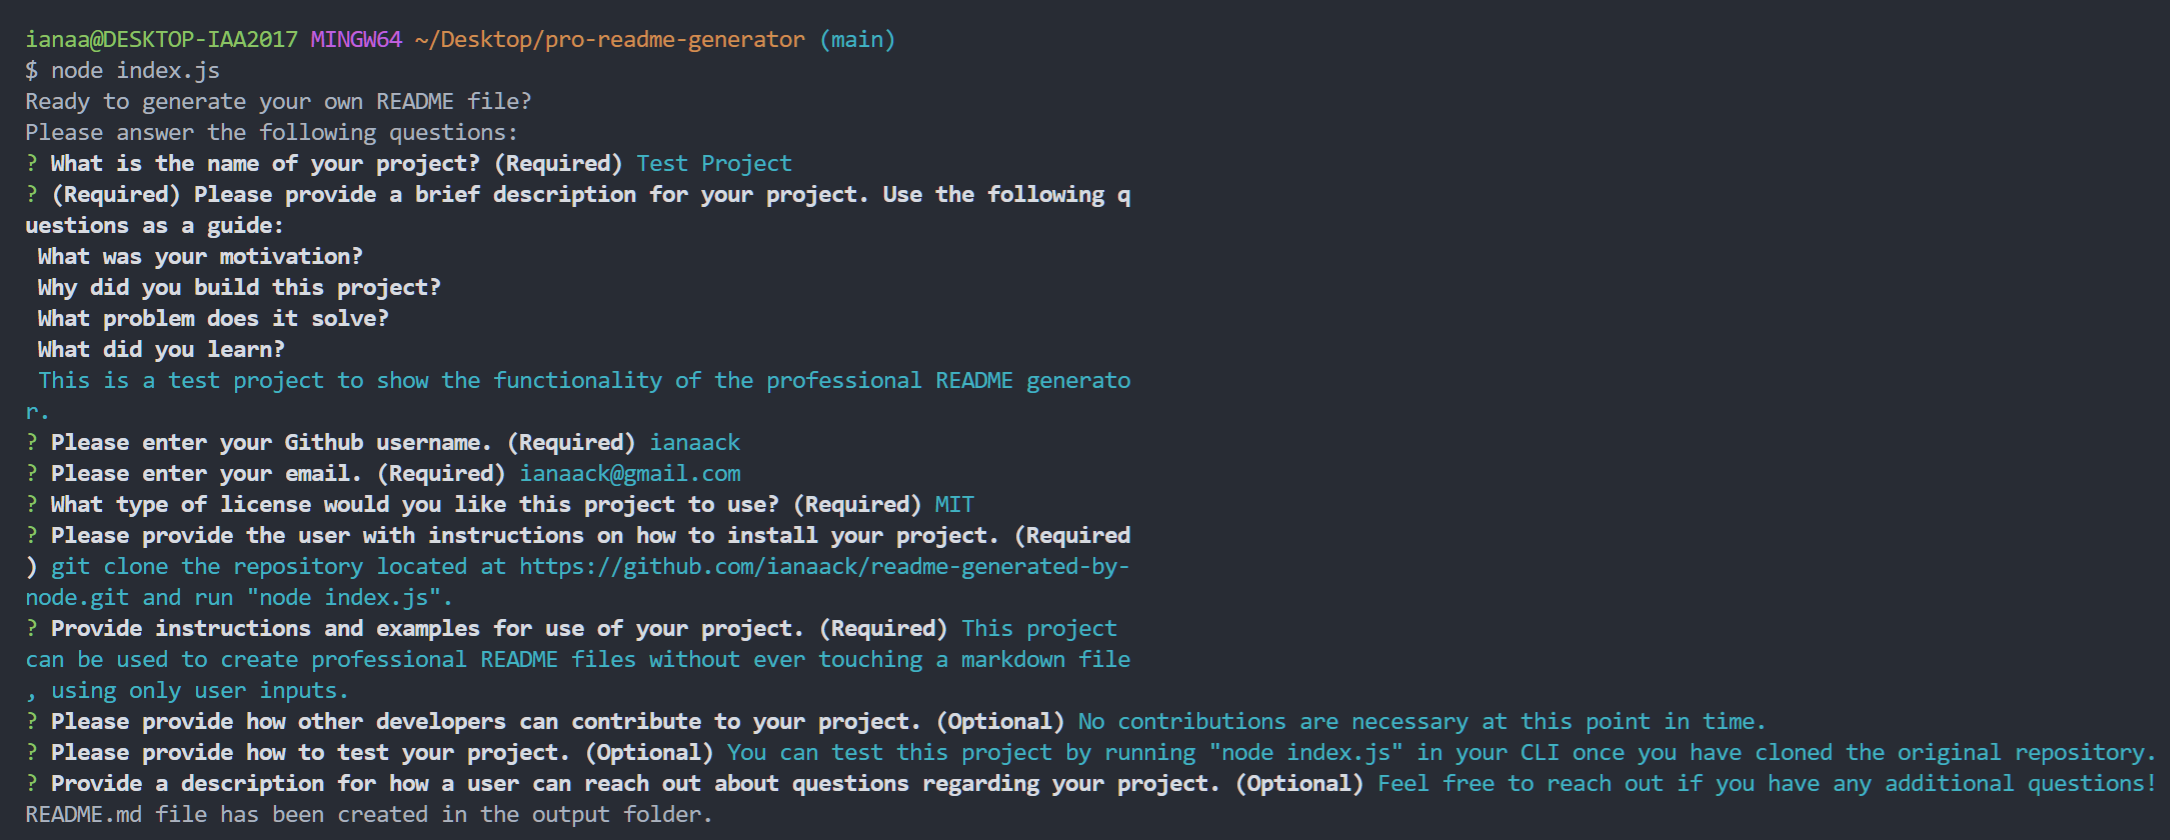 ianaa@DESKTOP-IAA2017 MINGW64 ~/Desktop/pro-readme-generator (main)
$ node index.js
Ready to generate your own README file?
Please answer the following questions:
? What is the name of your project? (Required) Test Project
? (Required) Please provide a brief description for your project. Use the following q
uestions as a guide:
 What was your motivation?
 Why did you build this project?
 What problem does it solve?
 What did you learn?
 This is a test project to show the functionality of the professional README generato
r.
? Please enter your Github username. (Required) ianaack
? Please enter your email. (Required) ianaack@gmail.com
? What type of license would you like this project to use? (Required) MIT
? Please provide the user with instructions on how to install your project. (Required
) git clone the repository located at https://github.com/ianaack/readme-generated-by-
node.git and run "node index.js".
? Provide instructions and examples for use of your project. (Required) This project
can be used to create professional README files without ever touching a markdown file
, using only user inputs.
? Please provide how other developers can contribute to your project. (Optional) No contributions are necessary at this point in time.
? Please provide how to test your project. (Optional) You can test this project by running "node index.js" in your CLI once you have cloned the original repository.
? Provide a description for how a user can reach out about questions regarding your project. (Optional) Feel free to reach out if you have any additional questions!
README.md file has been created in the output folder.